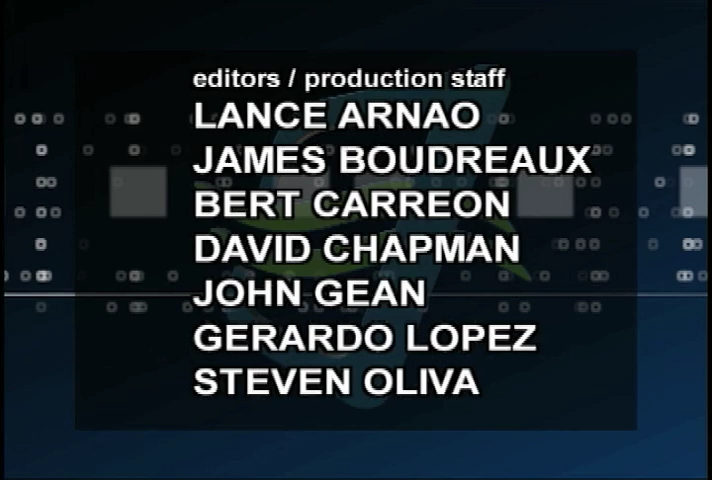 editors / production staff
LANCE ARNAO
JAMES BOUDREAUX
BERT CARREON
DAVID CHAPMAN
JOHN GEAN
GERARDO LOPEZ
STEVEN OLIVA